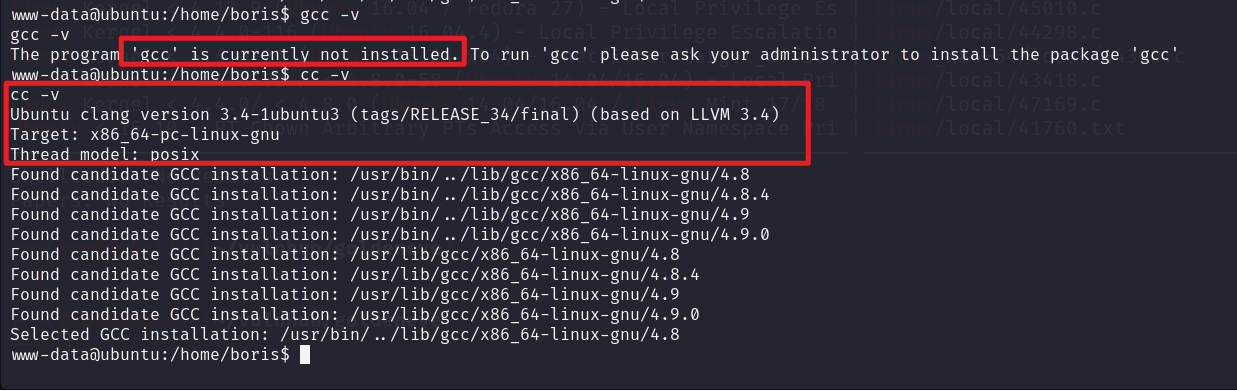 www-data@ubuntu:/home/boris$ gcc -v
gcc -v
The program 'gcc' is currently not installed. To run 'gcc' please ask your administrator to install the package 'gcc'
www-data@ubuntu:/home/boris$ cc -v
cc -v
Ubuntu clang version 3.4-1ubuntu3 (tags/RELEASE_34/final) (based on LLVM 3.4)
Target: x86_64-pc-linux-gnu
Thread model: posix
Found candidate GCC installation: /usr/bin/../lib/gcc/x86_64-linux-gnu/4.8
Found candidate GCC installation: /usr/bin/../lib/gcc/x86_64-linux-gnu/4.8.4
Found candidate GCC installation: /usr/bin/../lib/gcc/x86_64-linux-gnu/4.9
Found candidate GCC installation: /usr/bin/../lib/gcc/x86_64-linux-gnu/4.9.0
Found candidate GCC installation: /usr/lib/gcc/x86_64-linux-gnu/4.8
Found candidate GCC installation: /usr/lib/gcc/x86_64-linux-gnu/4.8.4
Found candidate GCC installation: /usr/lib/gcc/x86_64-linux-gnu/4.9
Found candidate GCC installation: /usr/lib/gcc/x86_64-linux-gnu/4.9.0
Selected GCC installation: /usr/bin/../lib/gcc/x86_64-linux-gnu/4.8
www-data@ubuntu:/home/boris$